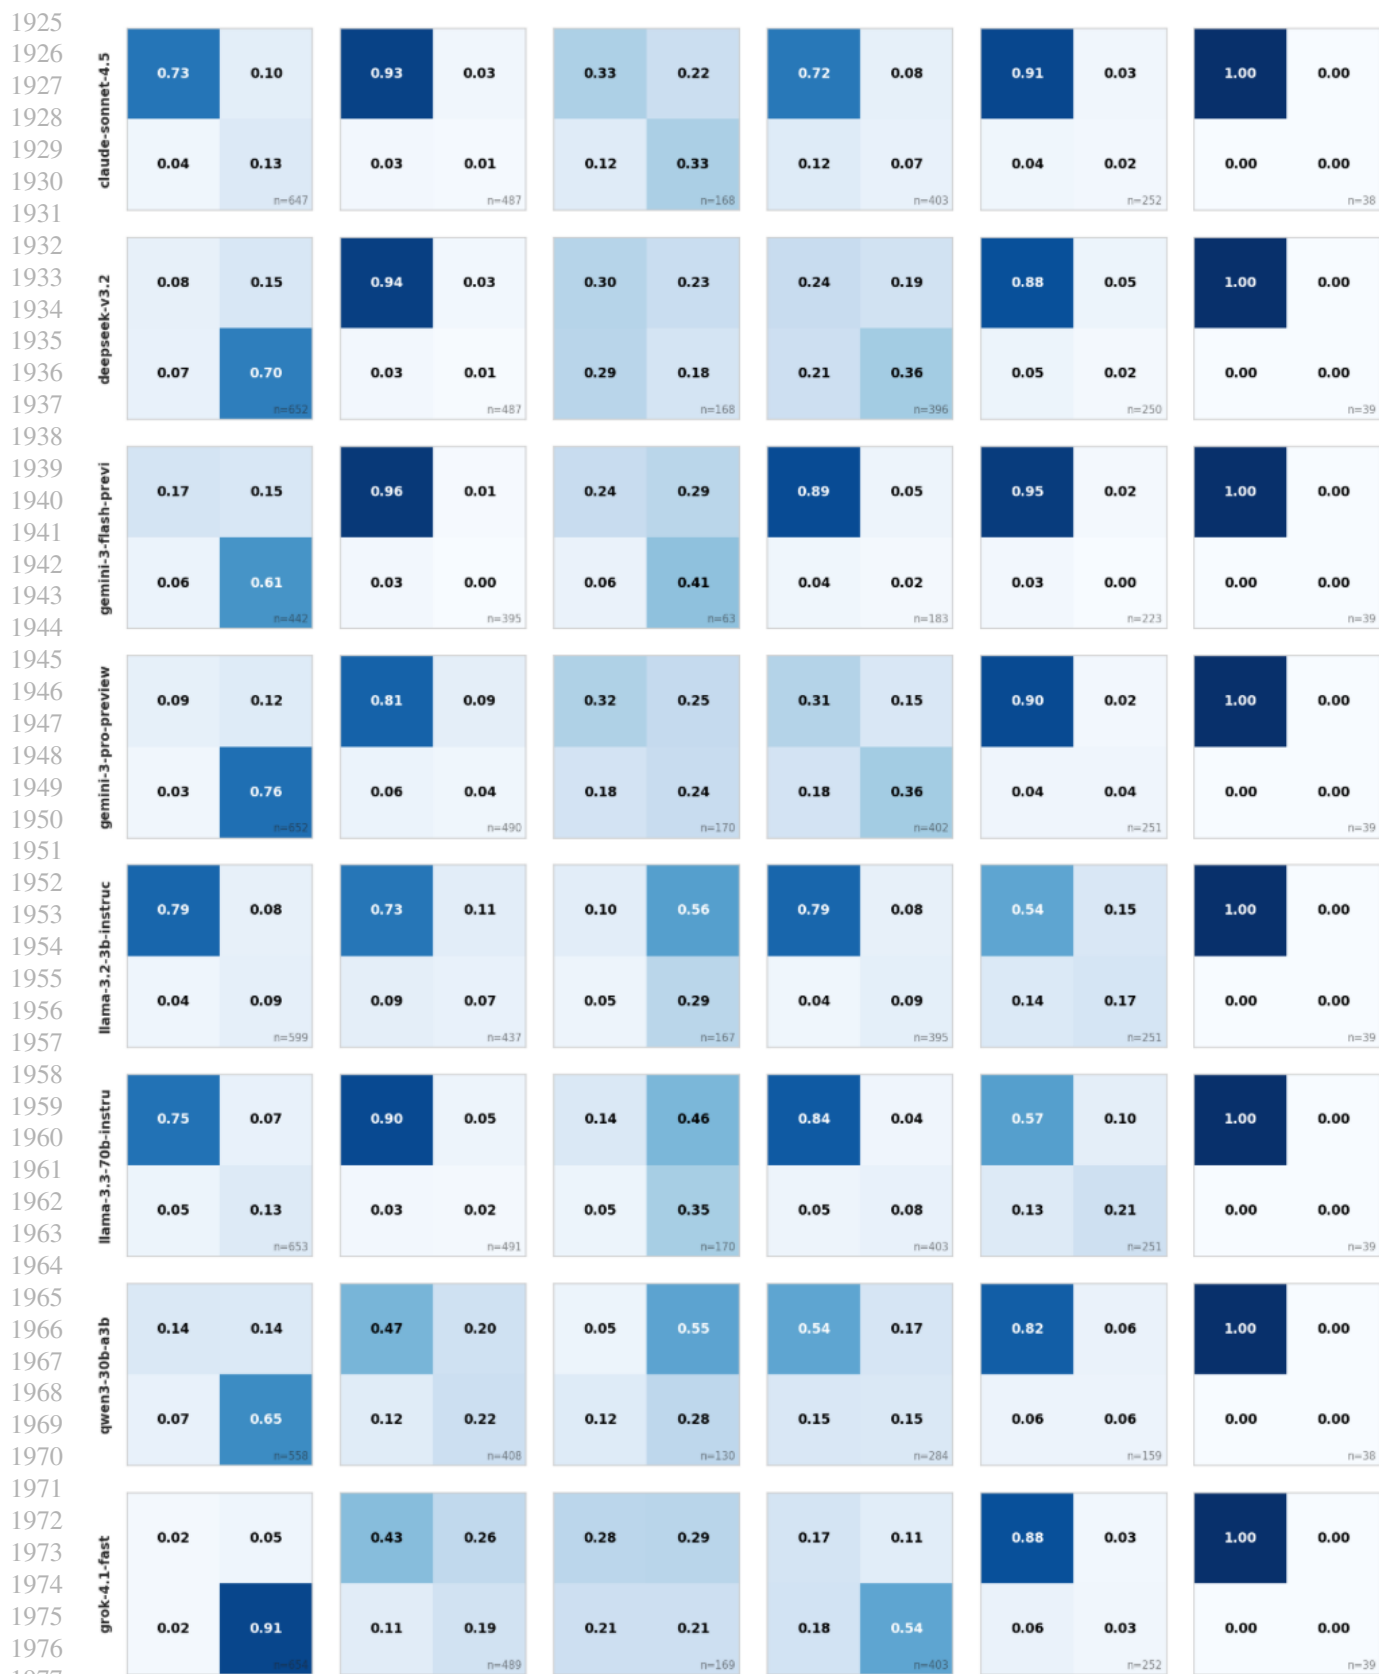 1925
1926
1927
1928
1929
1930
1931
1932
1933
1934
1935
1936
1937
1938
1939
1940
1941
1942
1943
1944
1945
1946
1947
1948
1949
1950
1951
1952
1953
1954
1955
1956
1957
1958
1959
1960
1961
1962
1963
1964
1965
1966
1967
1968
1969
1970
1971
1972
1973
1974
1975
1976
1977
claude-sonnet-4.5
0.73 0.10 0.93 0.03 0.33 0.22 0.72 0.08 0.91 0.03 1.00 0.00
0.04 0.13 0.03 0.01 0.12 0.33 0.12 0.07 0.04 0.02 0.00 0.00
n=647 n=487 n=168 n=403 n=252 n=38
deepseek-v3.2
0.08 0.15 0.94 0.03 0.30 0.23 0.24 0.19 0.88 0.05 1.00 0.00
0.07 0.70 0.03 0.01 0.29 0.18 0.21 0.36 0.05 0.02 0.00 0.00
n=652 n=487 n=168 n=396 n=250 n=39
gemini-3-flash-previ
0.17 0.15 0.96 0.01 0.24 0.29 0.89 0.05 0.95 0.02 1.00 0.00
0.06 0.61 0.03 0.00 0.06 0.41 0.04 0.02 0.03 0.00 0.00 0.00
n=442 n=395 n=63 n=183 n=223 n=39
gemini-3-pro-preview
0.09 0.12 0.81 0.09 0.32 0.25 0.31 0.15 0.90 0.02 1.00 0.00
0.03 0.76 0.06 0.04 0.18 0.24 0.18 0.36 0.04 0.04 0.00 0.00
n=652 n=490 n=170 n=402 n=251 n=39
llama-3.2-3b-instruc
0.79 0.08 0.73 0.11 0.10 0.56 0.79 0.08 0.54 0.15 1.00 0.00
0.04 0.09 0.09 0.07 0.05 0.29 0.04 0.09 0.14 0.17 0.00 0.00
n=599 n=437 n=167 n=395 n=251 n=39
llama-3.3-70b-instru
0.75 0.07 0.90 0.05 0.14 0.46 0.84 0.04 0.57 0.10 1.00 0.00
0.05 0.13 0.03 0.02 0.05 0.35 0.05 0.08 0.13 0.21 0.00 0.00
n=653 n=491 n=170 n=403 n=251 n=39
qwen3-30b-a3b
0.14 0.14 0.47 0.20 0.05 0.55 0.54 0.17 0.82 0.06 1.00 0.00
0.07 0.65 0.12 0.22 0.12 0.28 0.15 0.15 0.06 0.06 0.00 0.00
n=558 n=408 n=130 n=284 n=159 n=38
grok-4.1-fast
0.02 0.05 0.43 0.26 0.28 0.29 0.17 0.11 0.88 0.03 1.00 0.00
0.02 0.91 0.11 0.19 0.21 0.21 0.18 0.54 0.06 0.03 0.00 0.00
n=489 n=169 n=403 n=252 n=39